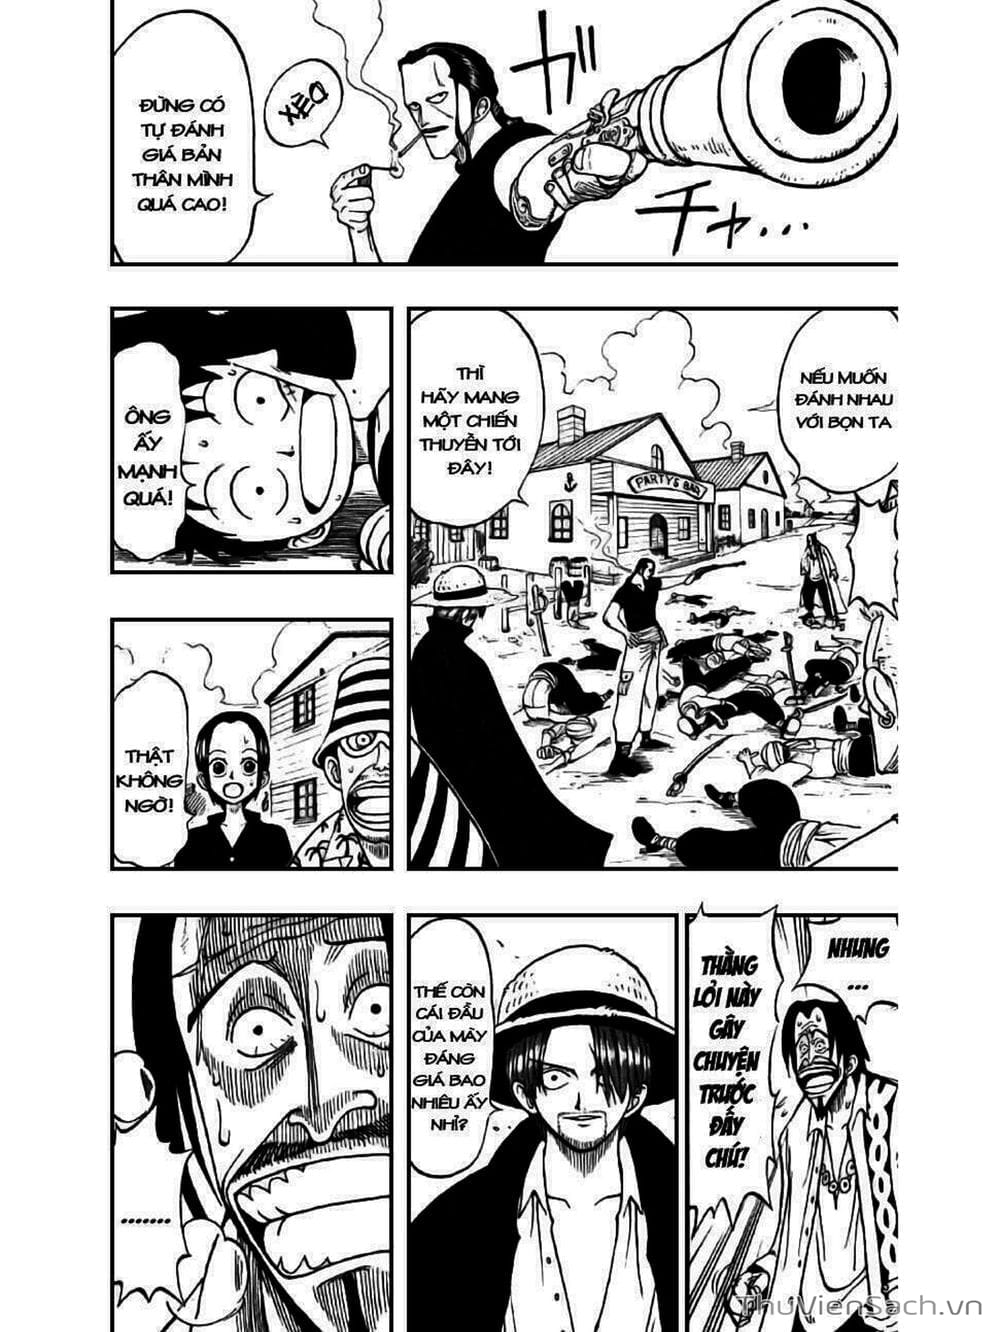 ĐỪNG CÓ
TỰ ĐÁNH
GIÁ BẢN
THÂN MÌNH
QUÁ CAO!
XÈO
ガ
チャ...
NẾU MUỐN
ĐÁNH NHAU
VỚI BỌN TA
THÌ
HÃY MANG
MỘT CHIẾN
THUYỀN TỚI
ĐÂY!
PARTYS BAR
ÔNG
ẤY
MẠNH
QUÁ!
THẬT
KHÔNG
NGỜ!
NHƯNG
...
THẰNG
LỎI NÀY
GÂY
CHUYỆN
TRƯỚC
ĐẤY
CHỨ?
THẾ CÒN
CÁI ĐẦU
CỦA MÀY
ĐÁNG
GIÁ BAO
NHIÊU ẤY
NHỈ?
........
ThuVienSach.vn